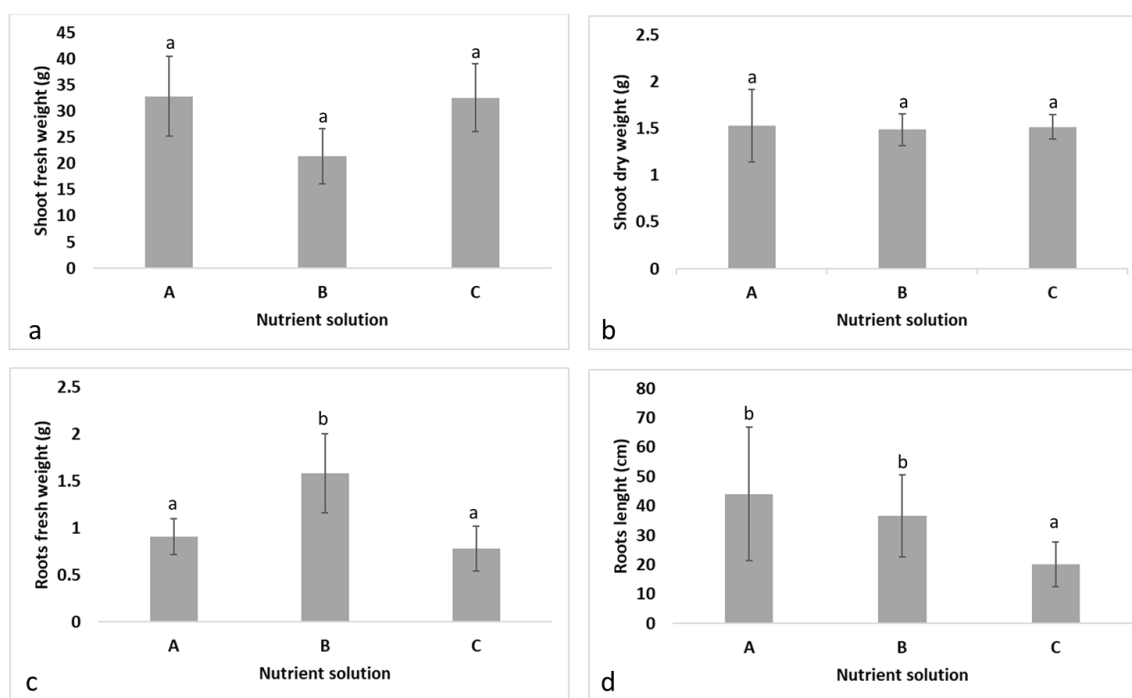 Shoot fresh weight (g)
45
40
35
30
25
20
15
10
5
0
a
a
a
A
B
C
Nutrient solution
a
Shoot dry weight (g)
2.5
2
1.5
1
0.5
0
a
a
a
A
B
C
Nutrient solution
b
Roots fresh weight (g)
2.5
2
1.5
1
0.5
0
a
b
a
A
B
C
Nutrient solution
c
Roots lenght (cm)
80
70
60
50
40
30
20
10
0
b
b
a
A
B
C
Nutrient solution
d